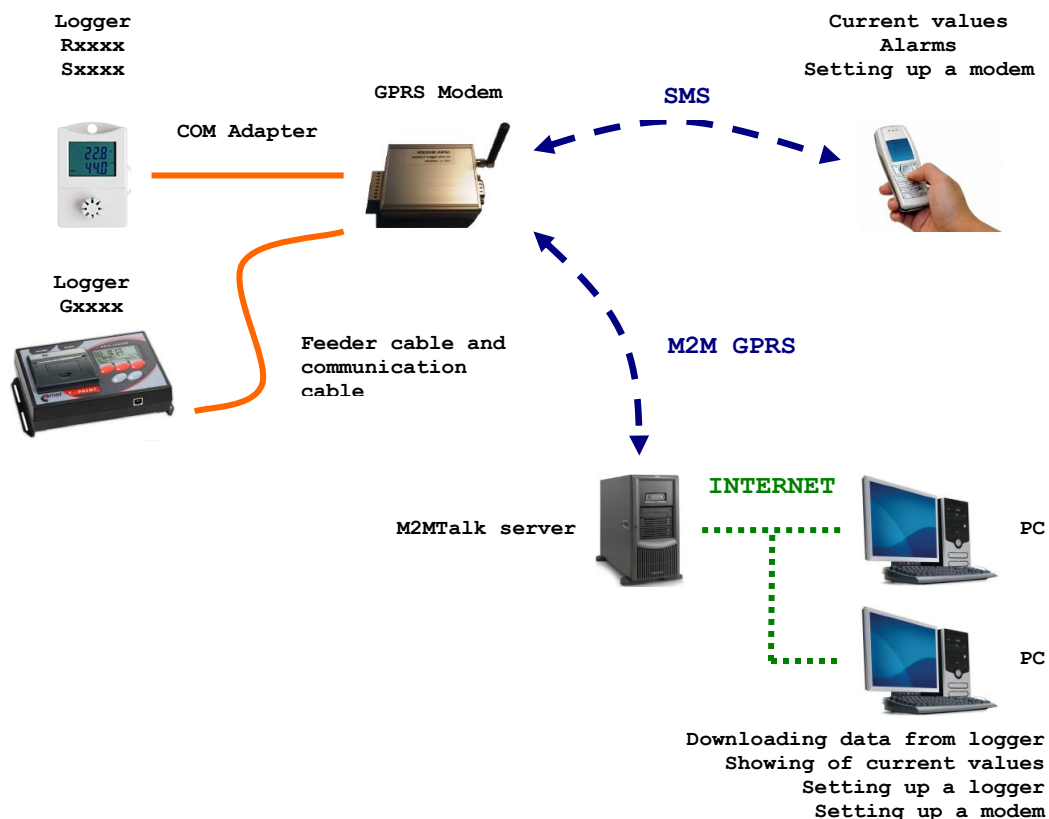 Logger
Rxxxx
Sxxxx
Current values
Alarms
Setting up a modem
GPRS Modem
SMS
COM Adapter
22.8
44.0
Logger
Gxxxx
Feeder cable and
communication
cable
M2M GPRS
INTERNET
M2MTalk server
PC
PC
Downloading data from logger
Showing of current values
Setting up a logger
Setting up a modem